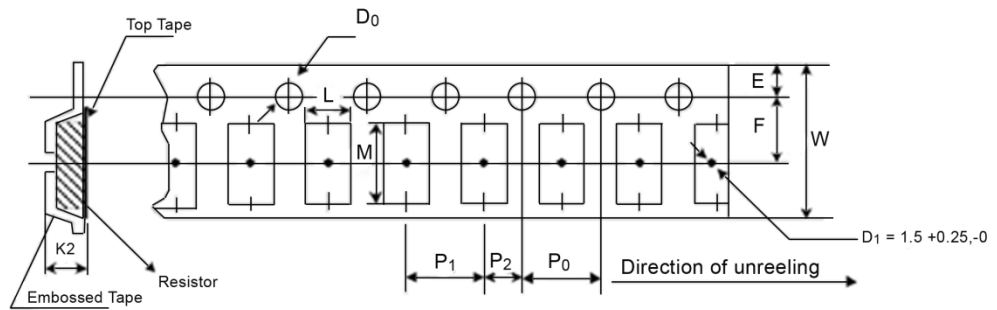 Top Tape
D0
L
E
F
W
M
K2
D1 = 1.5 +0.25,-0
P1
P2
P0
Direction of unreeling
Resistor
Embossed Tape